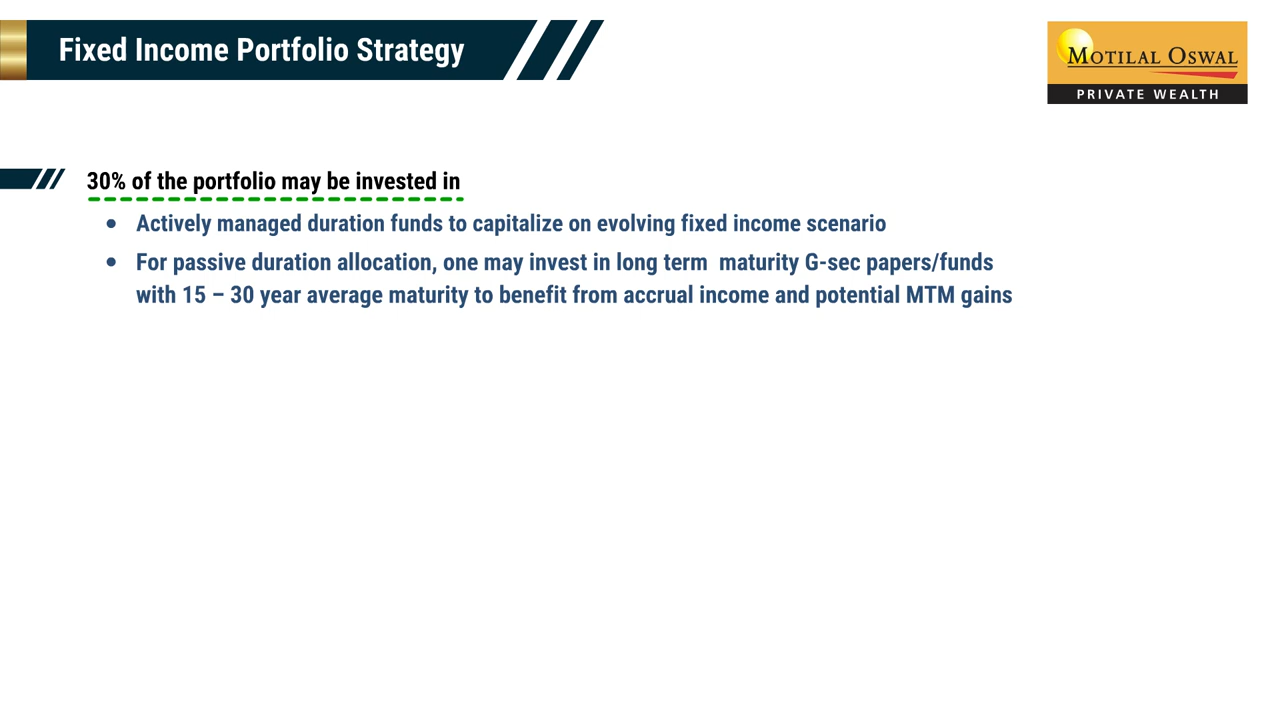 Fixed Income Portfolio Strategy
MOTILAL OSWAL
PRIVATE WEALTH
30% of the portfolio may be invested in
• Actively managed duration funds to capitalize on evolving fixed income scenario
• For passive duration allocation, one may invest in long term  maturity G-sec papers/funds
with 15 – 30 year average maturity to benefit from accrual income and potential MTM gains